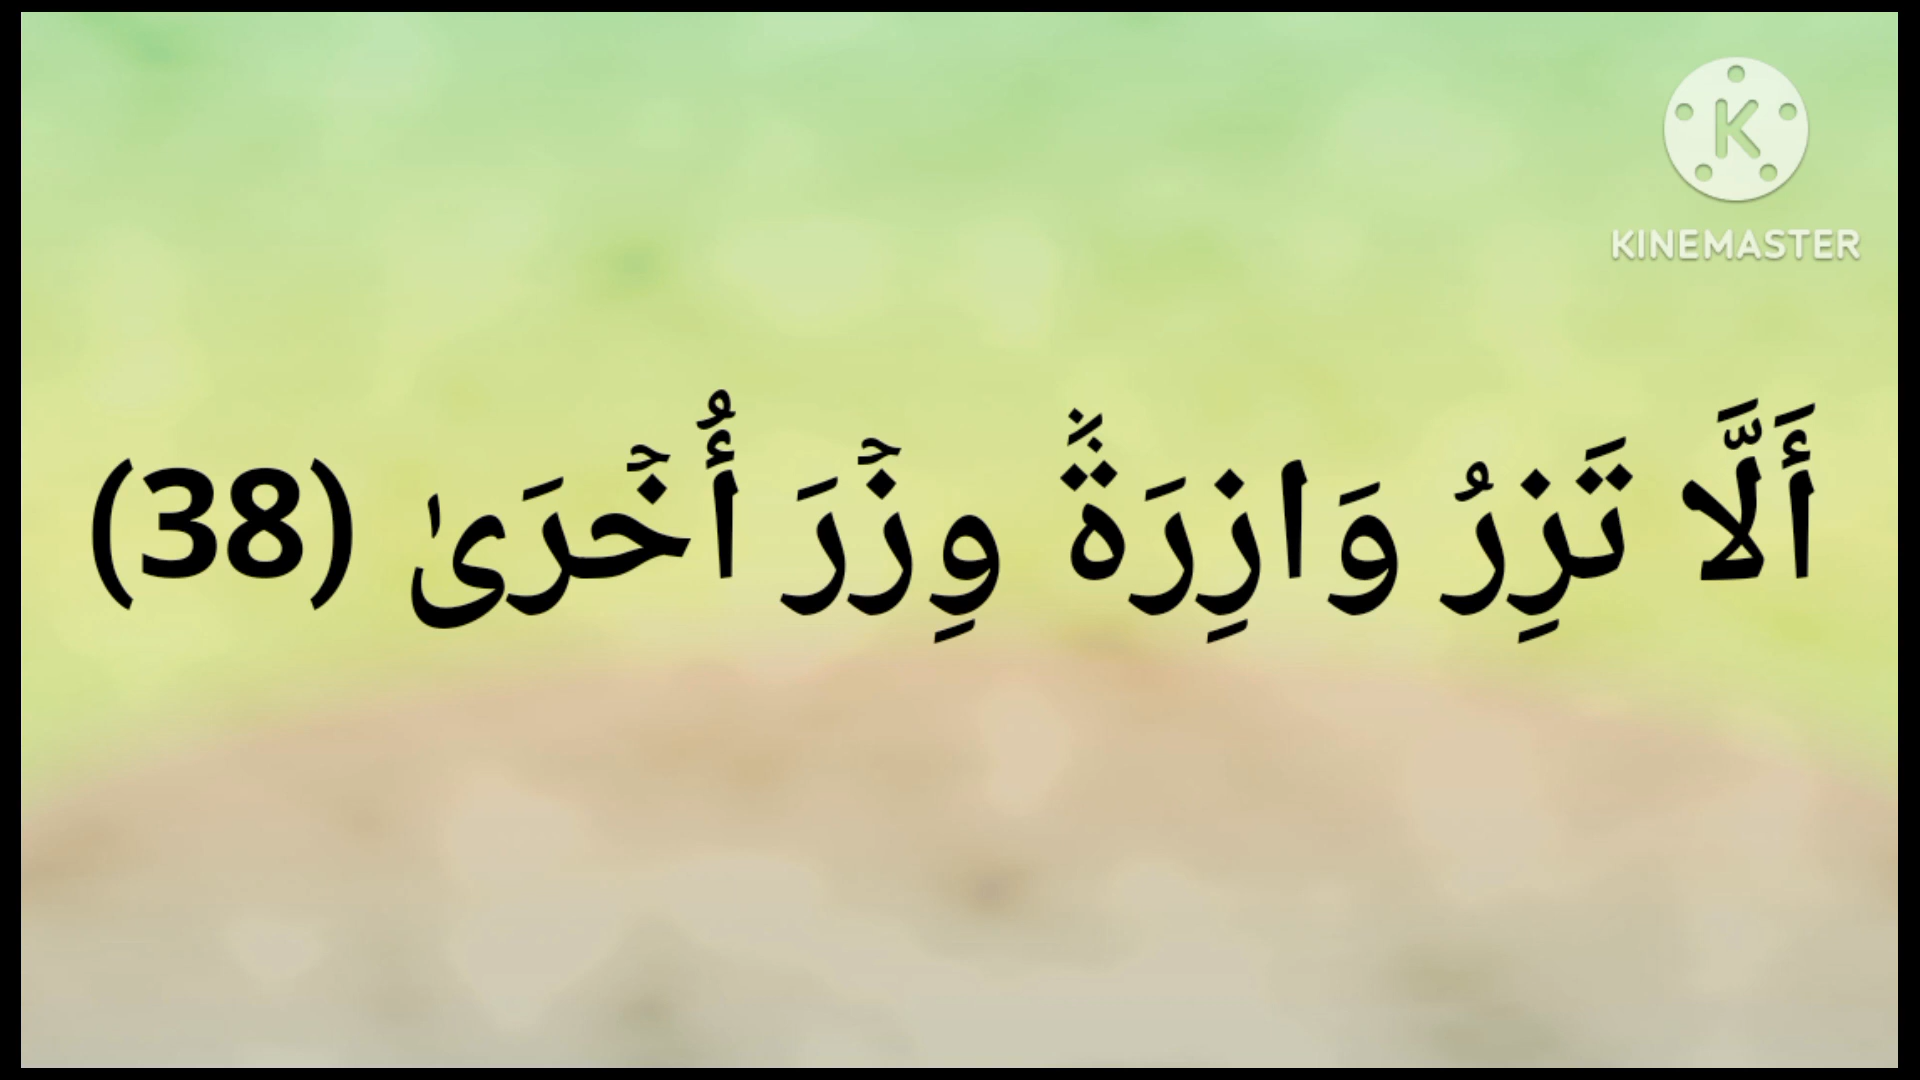 KINEMASTER
أَلَّا تَزِرُ وَازِرَةٌۭ وِزْرَ أُخْرَىٰ (38)